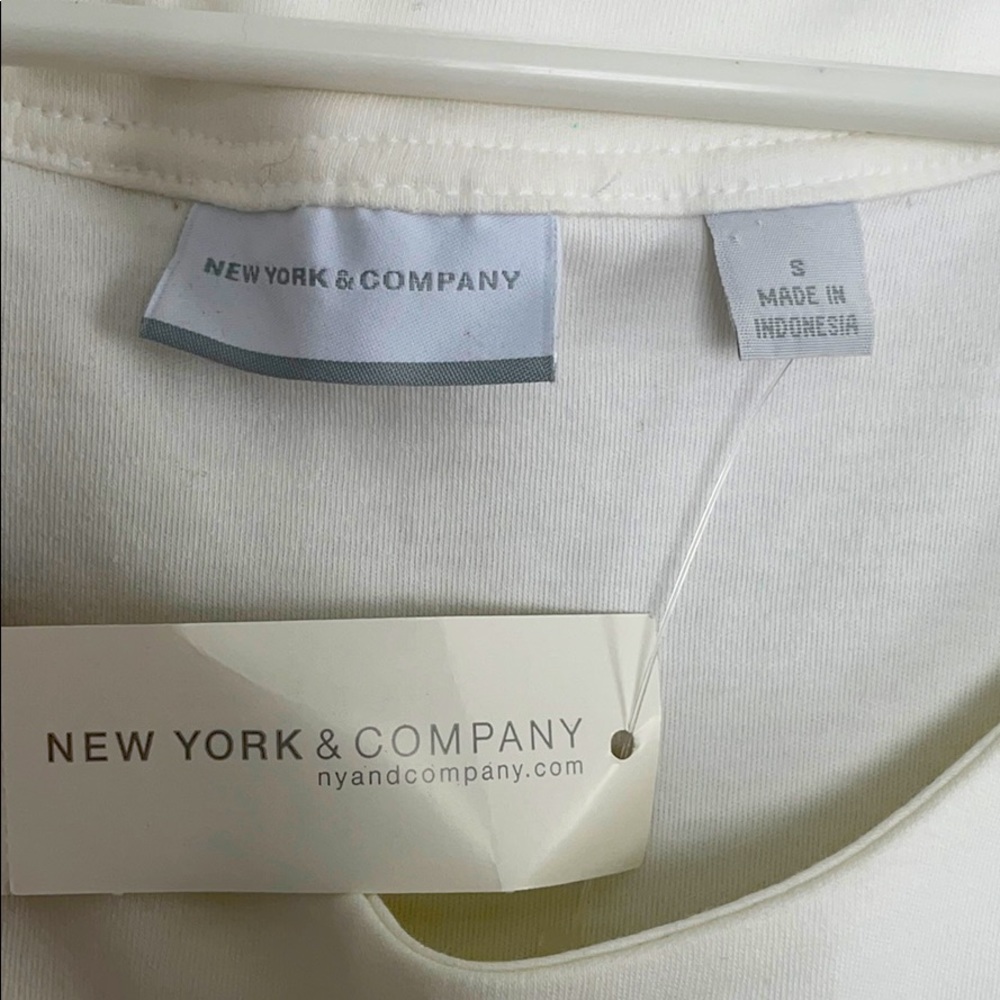 NEW YORK & COMPANY
S
MADE IN
INDONESIA
NEW YORK & COMPANY
nyandcompany.com